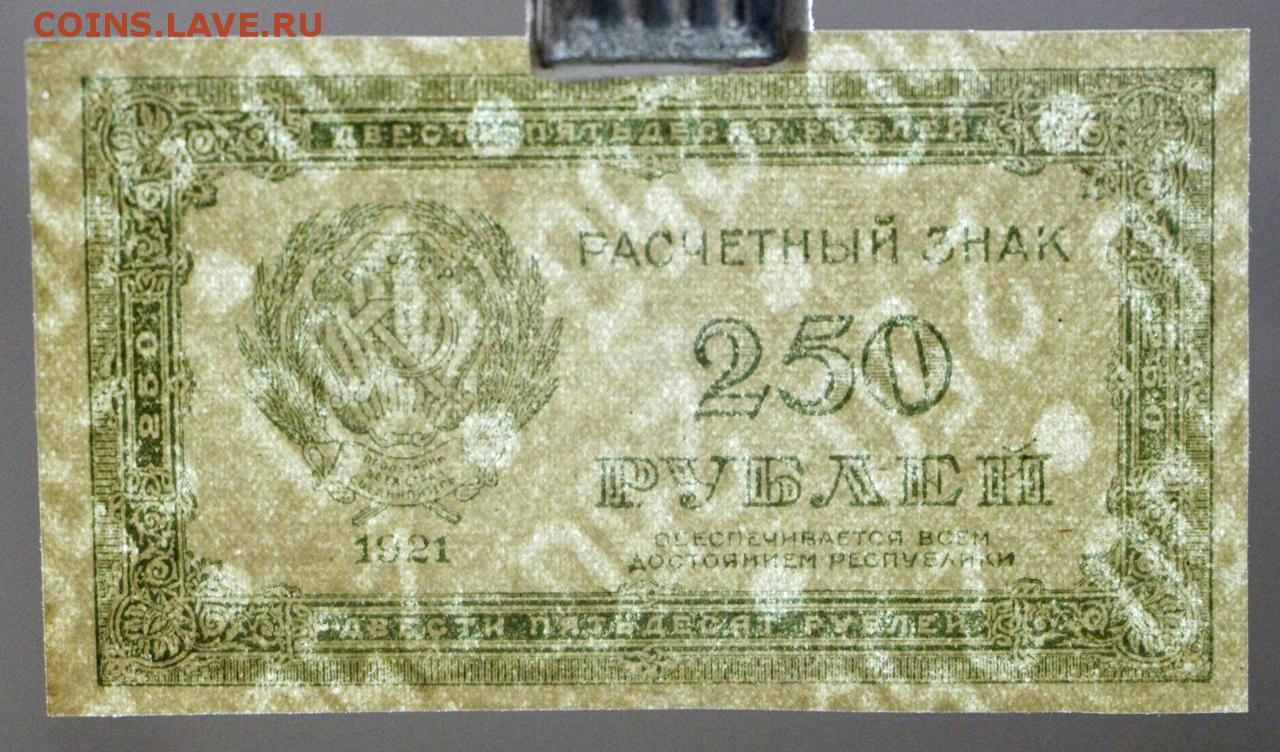 COINS.LAVE.RU
ДВЕСТИ ПЯТЬДЕСЯТ РУБЛЕЙ
РАСЧЕТНЫЙ ЗНАК
250
250
250
РУБЛЕЙ
1921
ОБЕСПЕЧИВАЕТСЯ ВСЕМ
ДОСТОЯНИЕМ РЕСПУБЛИКИ
ДВЕСТИ ПЯТЬДЕСЯТ РУБЛЕЙ